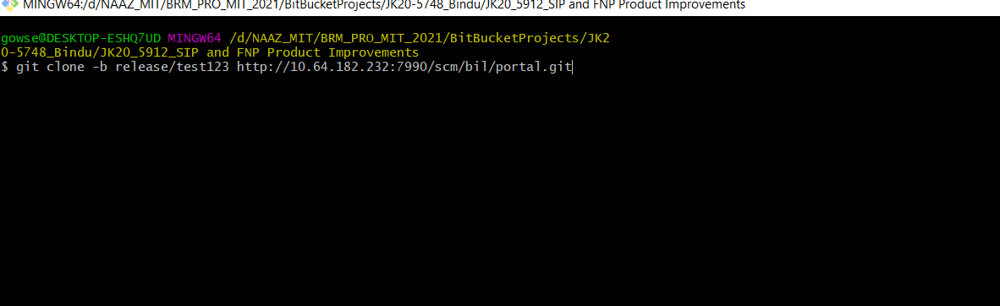 MINGW64:/d/NAAZ_MIT/BRM_PRO_MIT_2021/BitBucketProjects/JK20-5748_Bindu/JK20_5912_SIP and FNP Product Improvements
gowse@DESKTOP-ESHQ7UD MINGW64 /d/NAAZ_MIT/BRM_PRO_MIT_2021/BitBucketProjects/JK2
0-5748_Bindu/JK20_5912_SIP and FNP Product Improvements
$ git clone -b release/test123 http://10.64.182.232:7990/scm/bil/portal.git